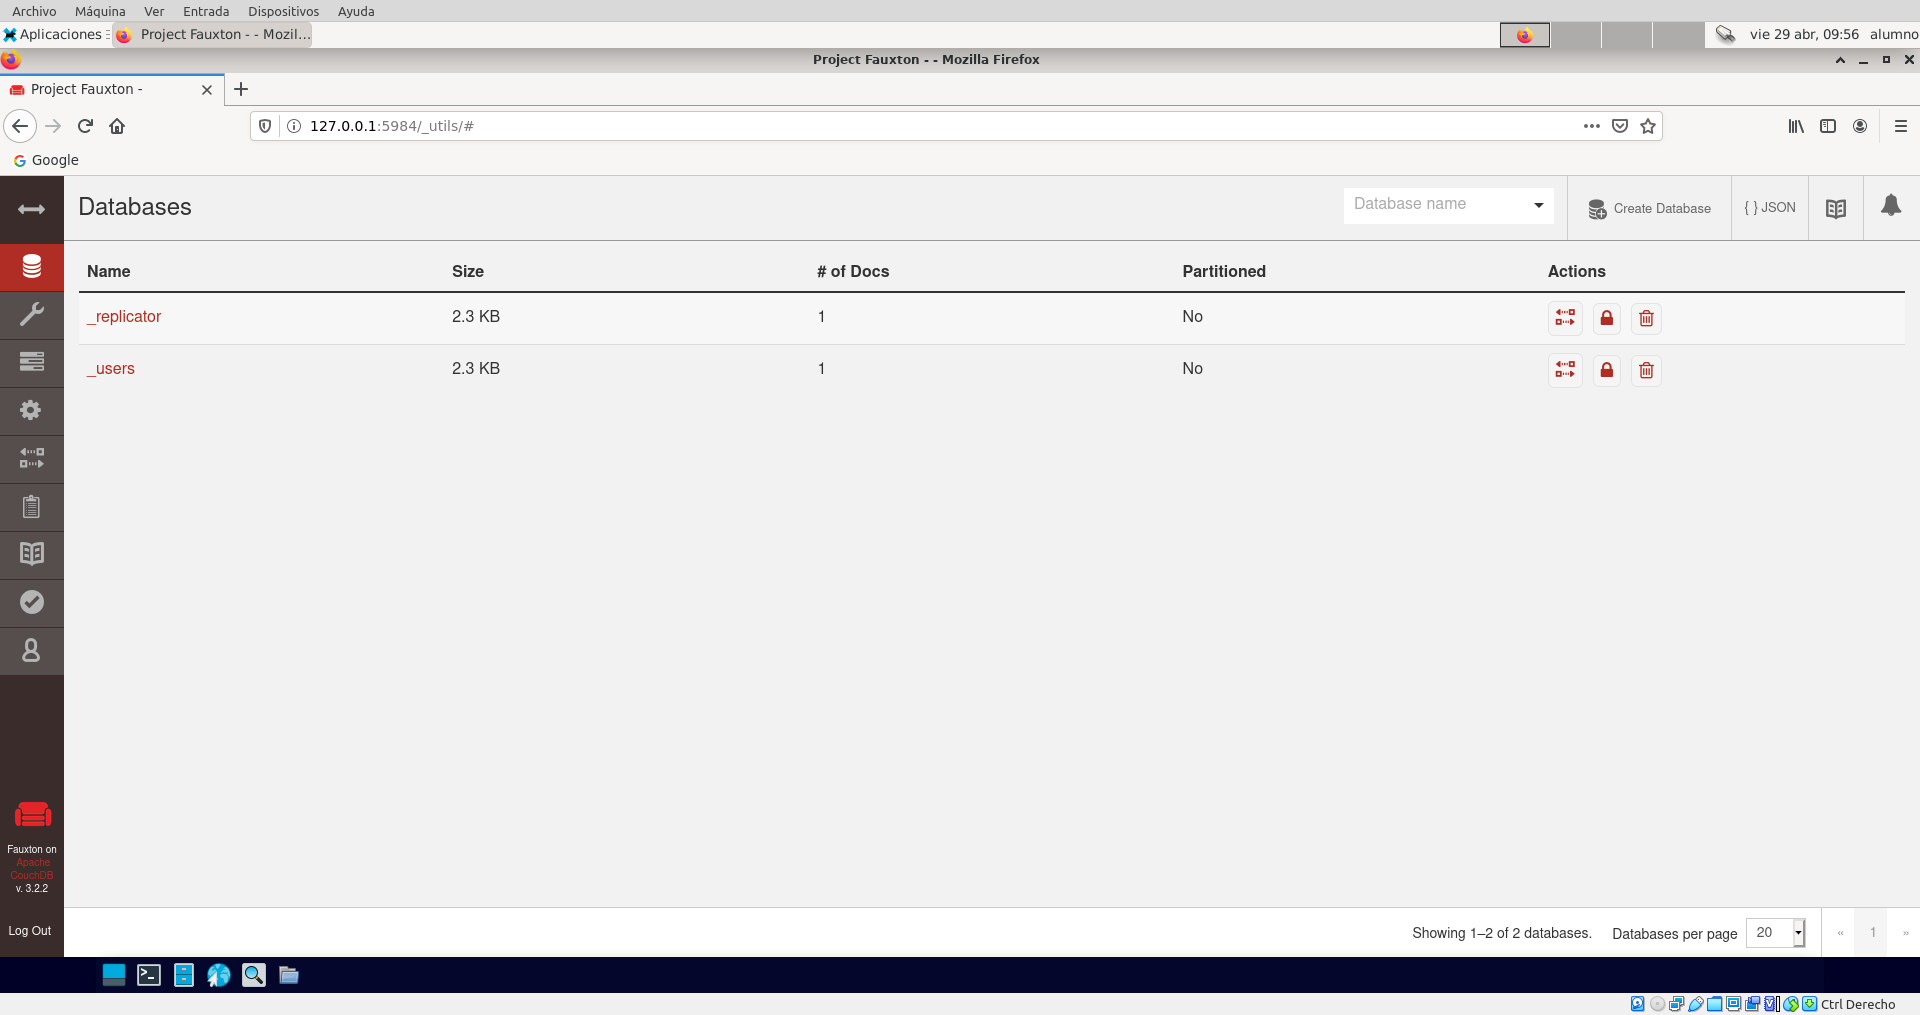 Archivo Máquina Ver Entrada Dispositivos Ayuda
Aplicaciones Project Fauxton - - Mozil... vie 29 abr, 09:56 alumno
Project Fauxton - - Mozilla Firefox
Project Fauxton -
127.0.0.1:5984/_utils/#
Google
Databases Database name Create Database { } JSON
Name Size # of Docs Partitioned Actions
_replicator 2.3 KB 1 No
_users 2.3 KB 1 No
Fauxton on
Apache
CouchDB
v. 3.2.2
Log Out
Showing 1–2 of 2 databases. Databases per page 20 « 1 »
Ctrl Derecho